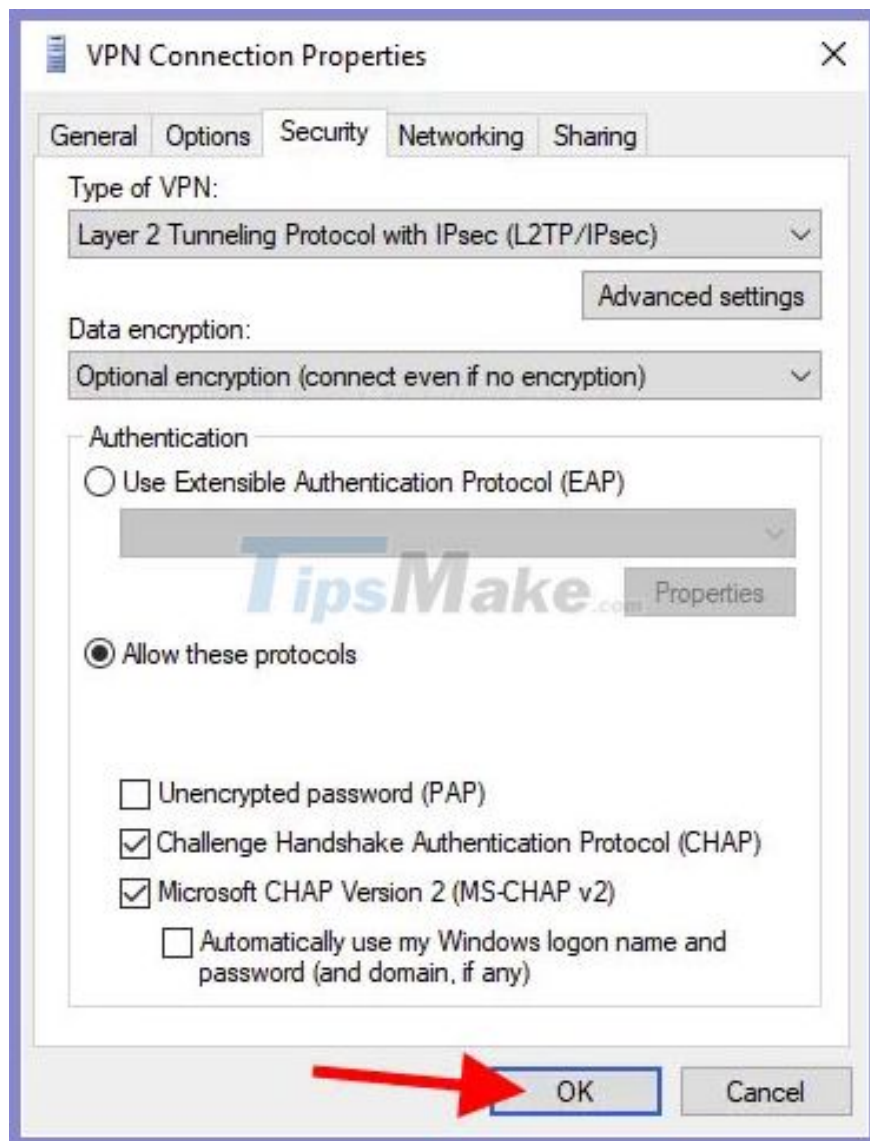 VPN Connection Properties
General Options Security Networking Sharing
Type of VPN:
Layer 2 Tunneling Protocol with IPsec (L2TP/IPsec)
Advanced settings
Data encryption:
Optional encryption (connect even if no encryption)
Authentication
Use Extensible Authentication Protocol (EAP)
TipsMake.com
Properties
Allow these protocols
Unencrypted password (PAP)
Challenge Handshake Authentication Protocol (CHAP)
Microsoft CHAP Version 2 (MS-CHAP v2)
Automatically use my Windows logon name and
password (and domain, if any)
OK Cancel